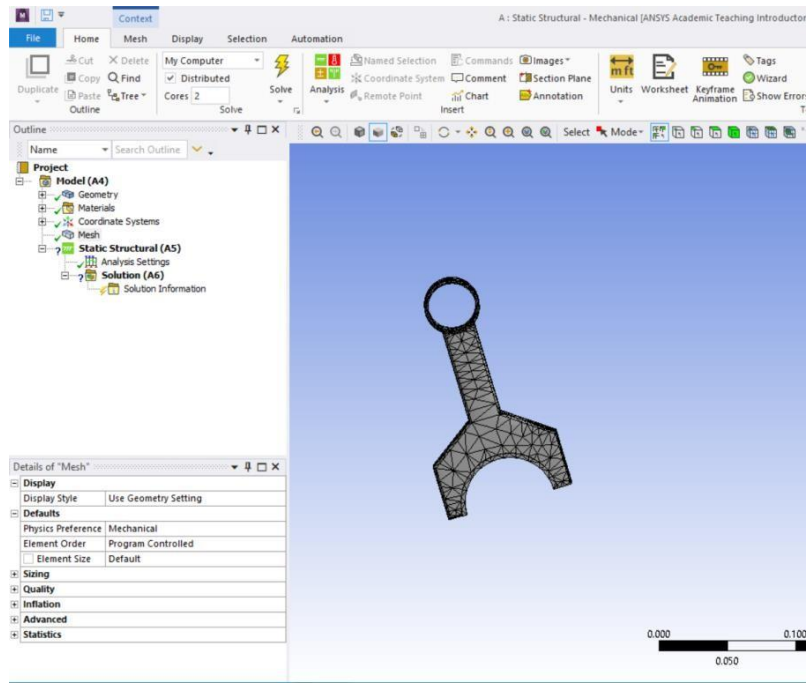 M
Context
A : Static Structural - Mechanical [ANSYS Academic Teaching Introductor
File Home Mesh Display Selection Automation
Duplicate
Cut
Copy
Paste
Delete
Find
Tree
Outline
My Computer
Distributed
Cores 2
Solve
Solve
Analysis
Named Selection
Coordinate System
Remote Point
Commands
Comment
Chart
Images
Section Plane
Annotation
Insert
m ft
Units
Worksheet
Keyframe
Animation
Tags
Wizard
Show Errors
T
Outline
Name Search Outline
Select Mode
Project
Model (A4)
Geometry
Materials
Coordinate Systems
Mesh
Static Structural (A5)
Analysis Settings
Solution (A6)
Solution Information
Details of "Mesh"
Display
Display Style Use Geometry Setting
Defaults
Physics Preference Mechanical
Element Order Program Controlled
Element Size Default
Sizing
Quality
Inflation
Advanced
Statistics
0.000 0.100
0.050